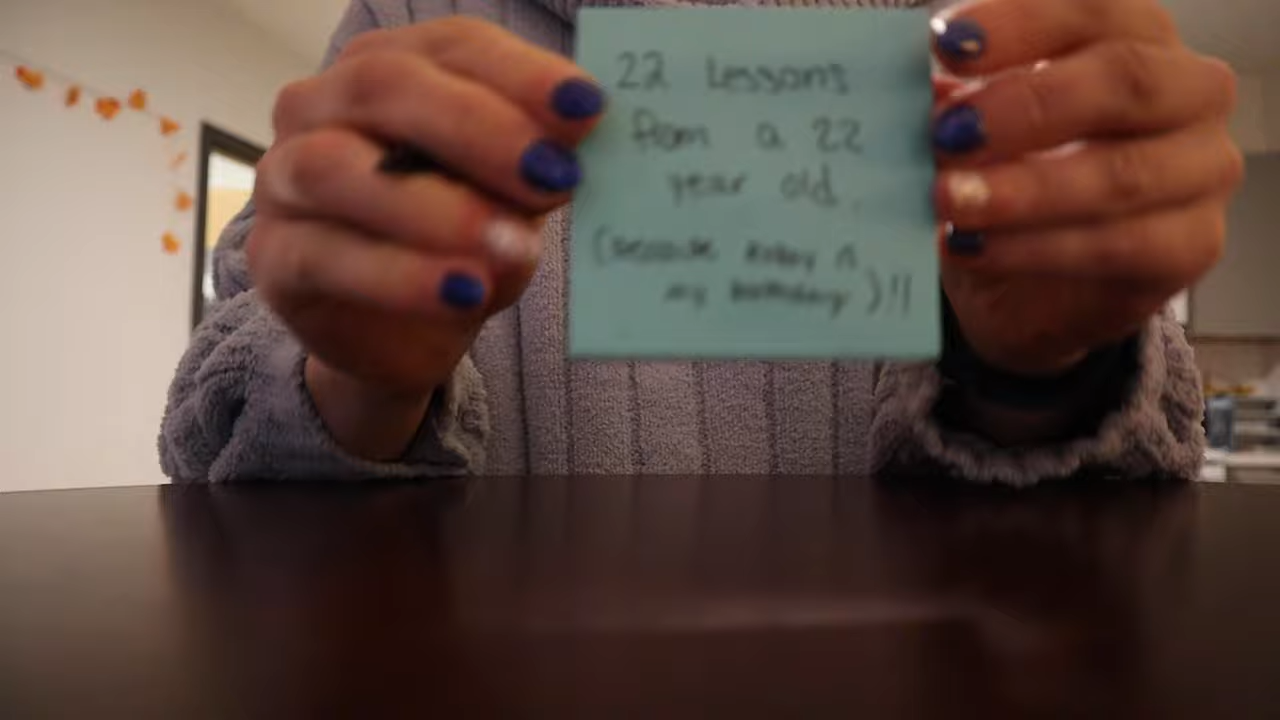 22 Lessons
from a 22
year old.
(because today is
my birthday)!!